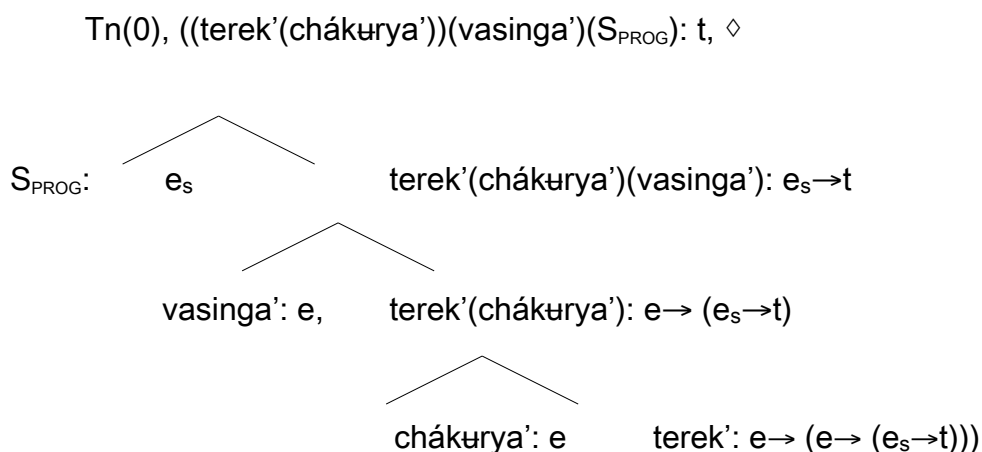 Tn(0), ((terek’(chákʉrya’))(vasinga’)(S_PROG): t, ◊
S_PROG: e_s terek’(chákʉrya’)(vasinga’): e_s→t
vasinga’: e, terek’(chákʉrya’): e→ (e_s→t)
chákʉrya’: e terek’: e→ (e→ (e_s→t)))